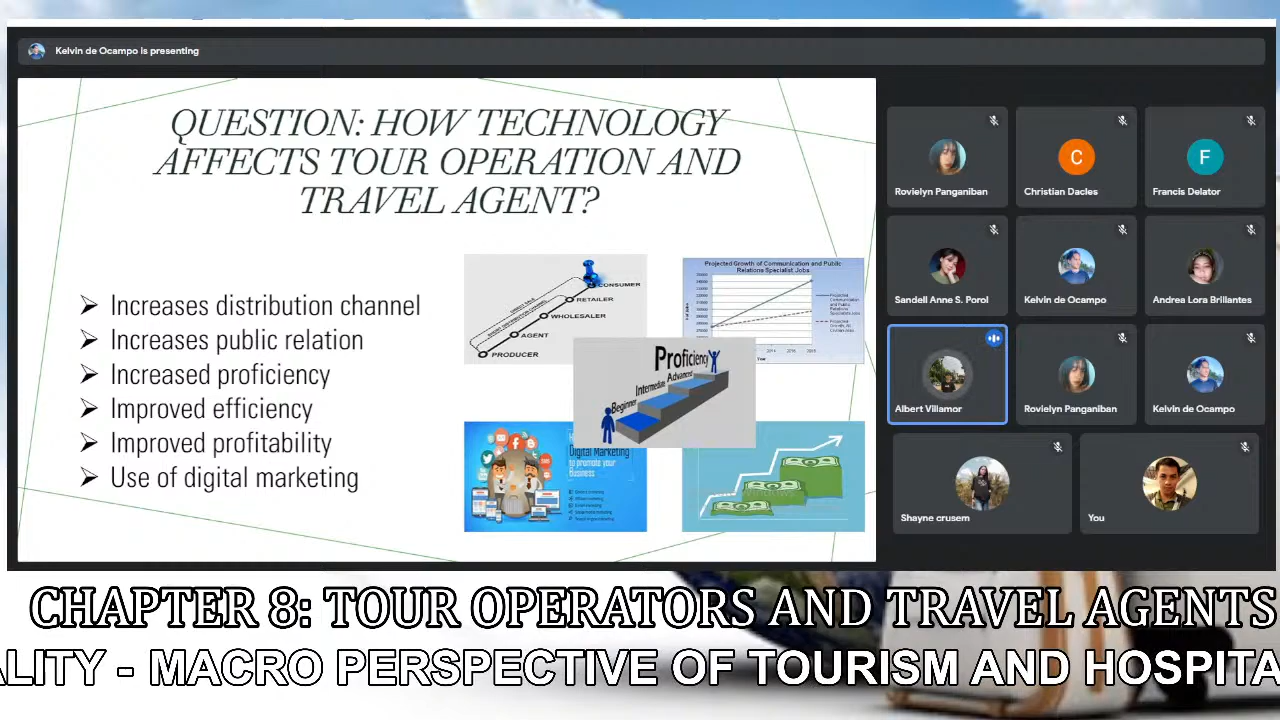 Kelvin de Ocampo is presenting
QUESTION: HOW TECHNOLOGY
AFFECTS TOUR OPERATION AND
TRAVEL AGENT?
Increases distribution channel
Increases public relation
Increased proficiency
Improved efficiency
Improved profitability
Use of digital marketing
CONSUMER
RETAILER
WHOLESALER
AGENT
PRODUCER
Projected Growth of Communication and Public
Relations Specialist Jobs
Year
Proficiency
Advanced
Intermediate
Beginner
Digital Marketing
to promote your
Business
Rovielyn Panganiban
Christian Dacles
Francis Delator
Sandell Anne S. Porol
Kelvin de Ocampo
Andrea Lora Brillantes
Albert Villamor
Rovielyn Panganiban
Kelvin de Ocampo
Shayne crusem
You
C
F
CHAPTER 8: TOUR OPERATORS AND TRAVEL AGENTS
ALITY - MACRO PERSPECTIVE OF TOURISM AND HOSPITA